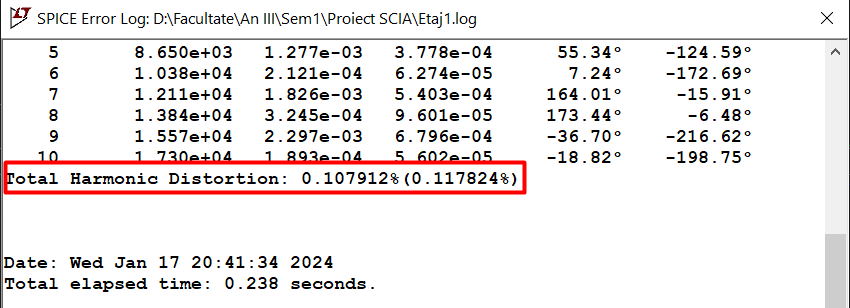 SPICE Error Log: D:\Facultate\An III\Sem1\Proiect SCIA\Etaj1.log
5 8.650e+03 1.277e-03 3.778e-04 55.34° -124.59°
6 1.038e+04 2.121e-04 6.274e-05 7.24° -172.69°
7 1.211e+04 1.826e-03 5.403e-04 164.01° -15.91°
8 1.384e+04 3.245e-04 9.601e-05 173.44° -6.48°
9 1.557e+04 2.297e-03 6.796e-04 -36.70° -216.62°
10 1.730e+04 1.893e-04 5.602e-05 -18.82° -198.75°
Total Harmonic Distortion: 0.107912%(0.117824%)
Date: Wed Jan 17 20:41:34 2024
Total elapsed time: 0.238 seconds.